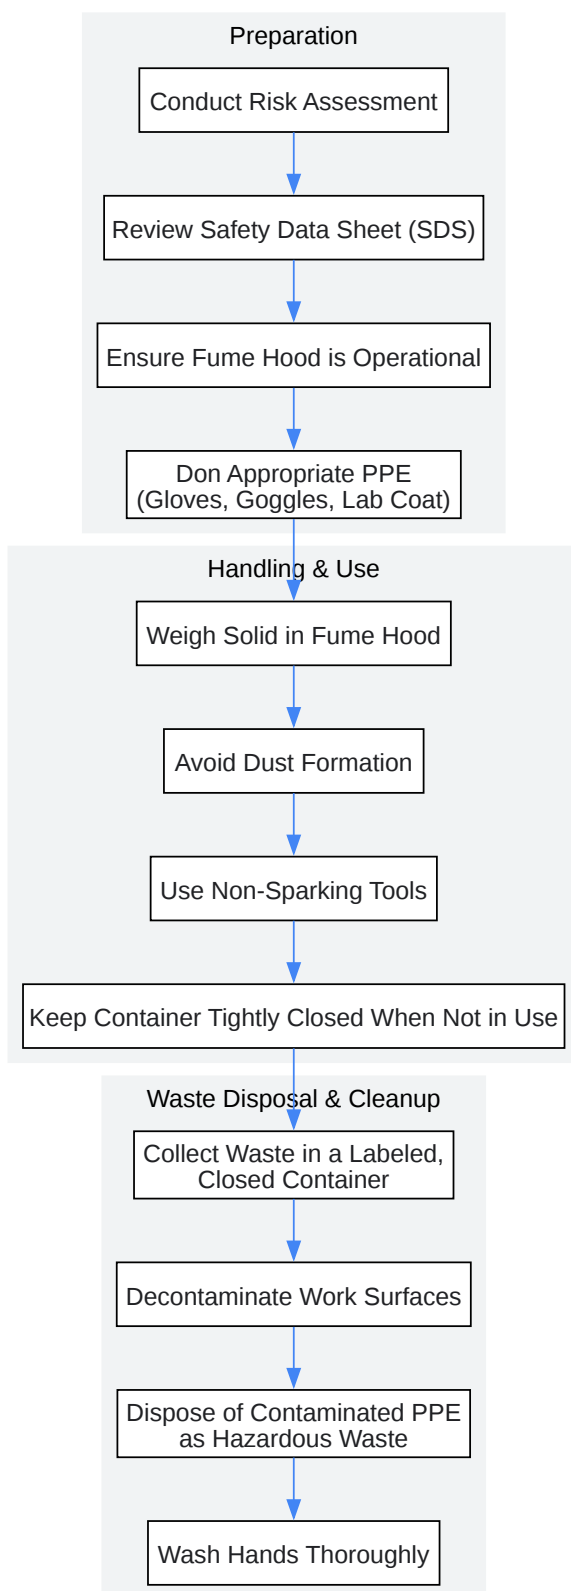 Preparation
Conduct Risk Assessment
Review Safety Data Sheet (SDS)
Ensure Fume Hood is Operational
Don Appropriate PPE
(Gloves, Goggles, Lab Coat)
Handling & Use
Weigh Solid in Fume Hood
Avoid Dust Formation
Use Non-Sparking Tools
Keep Container Tightly Closed When Not in Use
Waste Disposal & Cleanup
Collect Waste in a Labeled,
Closed Container
Decontaminate Work Surfaces
Dispose of Contaminated PPE
as Hazardous Waste
Wash Hands Thoroughly